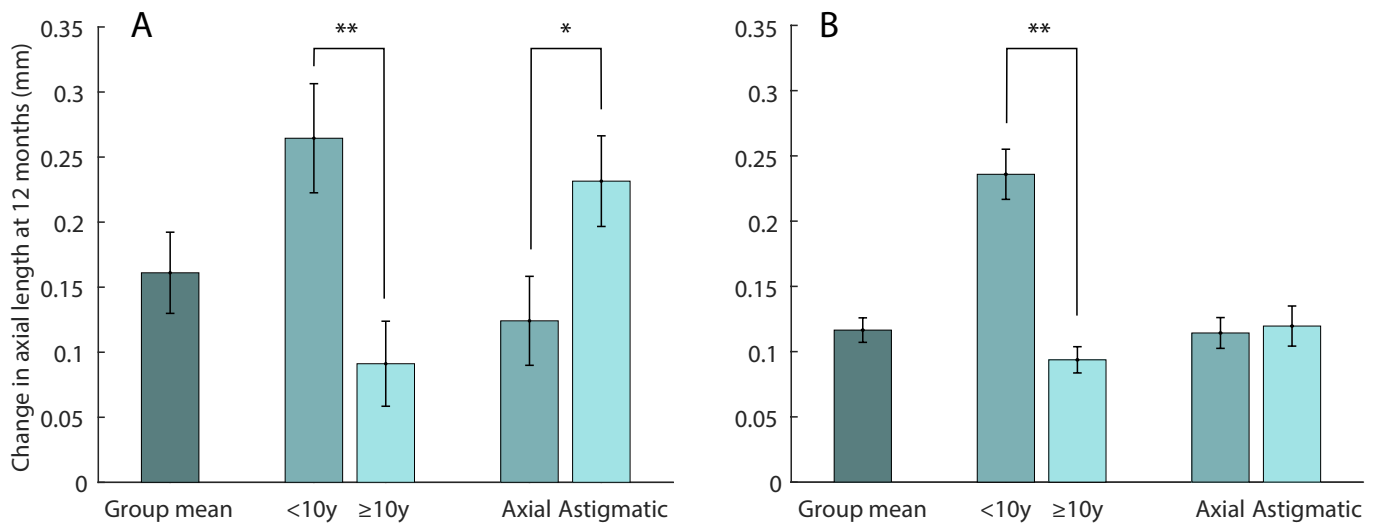 A
B
Change in axial length at 12 months (mm)
0.35
0.3
0.25
0.2
0.15
0.1
0.05
0
**
*
Group mean
<10y
≥10y
Axial
Astigmatic
0.35
0.3
0.25
0.2
0.15
0.1
0.05
0
**
Group mean
<10y
≥10y
Axial
Astigmatic